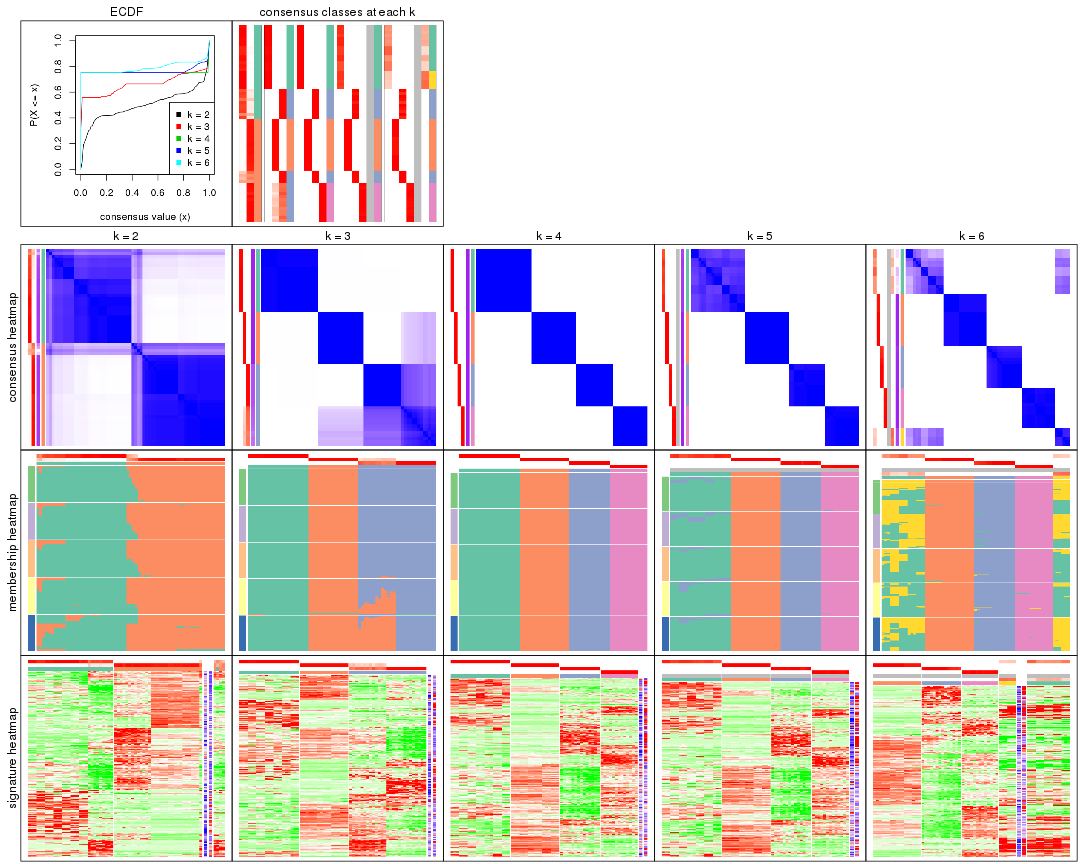 ECDF
consensus classes at each k
P(X <= x)
1.0
0.8
0.6
0.4
0.2
0.0
k = 2
k = 3
k = 4
k = 5
k = 6
0.0 0.2 0.4 0.6 0.8 1.0
consensus value (x)
k = 2
k = 3
k = 4
k = 5
k = 6
consensus heatmap
membership heatmap
signature heatmap